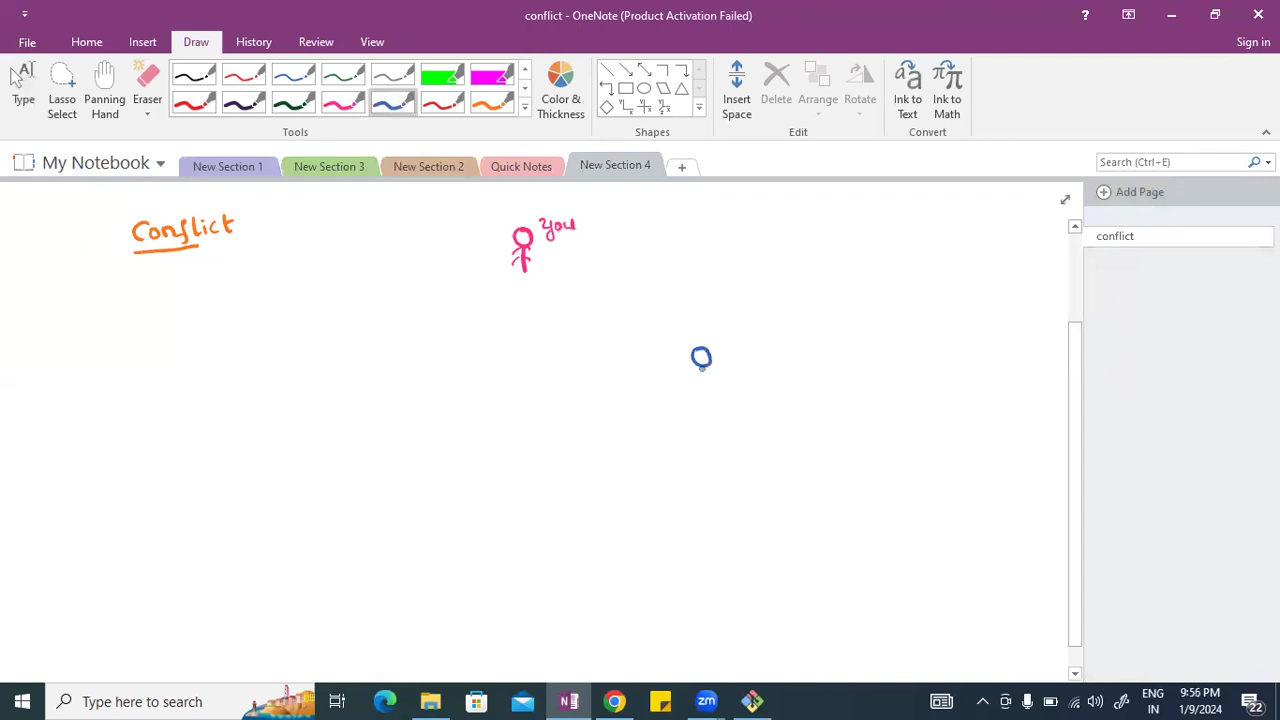 conflict - OneNote (Product Activation Failed)
?
File Home Insert Draw History Review View Sign in
Type
Lasso Select
Panning Hand
Eraser
Color & Thickness
Insert Space
Delete
Arrange
Rotate
Ink to Text
Ink to Math
Tools Shapes Edit Convert
My Notebook New Section 1 New Section 3 New Section 2 Quick Notes New Section 4 + Search (Ctrl+E)
Add Page
conflict
Conflict
you
Type here to search
zm
ENG
IN
9:56 PM
1/9/2024
22